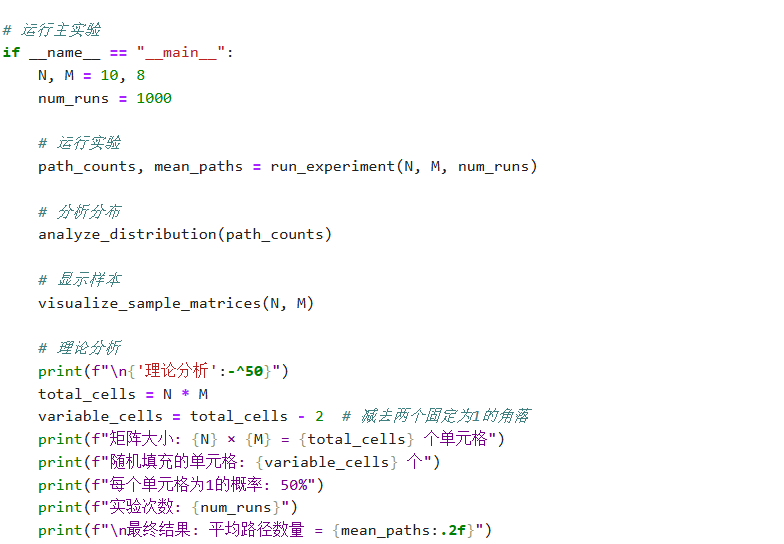 # 运行主实验
if __name__ == "__main__":
    N, M = 10, 8
    num_runs = 1000
    # 运行实验
    path_counts, mean_paths = run_experiment(N, M, num_runs)
    # 分析分布
    analyze_distribution(path_counts)
    # 显示样本
    visualize_sample_matrices(N, M)
    # 理论分析
    print(f"\n{'理论分析':-^50}")
    total_cells = N * M
    variable_cells = total_cells - 2  # 减去两个固定为1的角落
    print(f"矩阵大小: {N} × {M} = {total_cells} 个单元格")
    print(f"随机填充的单元格: {variable_cells} 个")
    print(f"每个单元格为1的概率: 50%")
    print(f"实验次数: {num_runs}")
    print(f"\n最终结果: 平均路径数量 = {mean_paths:.2f}")